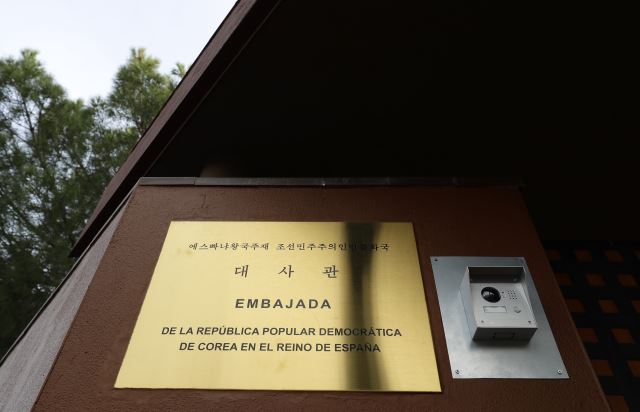 에스빠냐왕국주재 조선민주주의인민공화국
대사관
EMBAJADA
DE LA REPÚBLICA POPULAR DEMOCRÁTICA
DE COREA EN EL REINO DE ESPAÑA